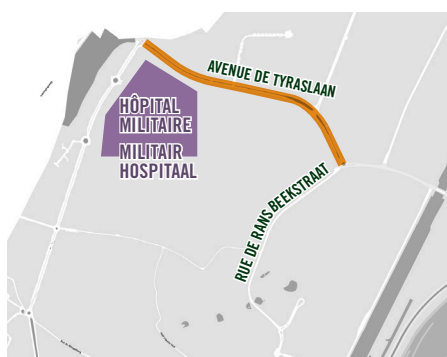 AVENUE DE TYRASLAAN
HÔPITAL
MILITAIRE
MILITAIR
HOSPITAAL
RUE DE RANS BEEKSTRAAT